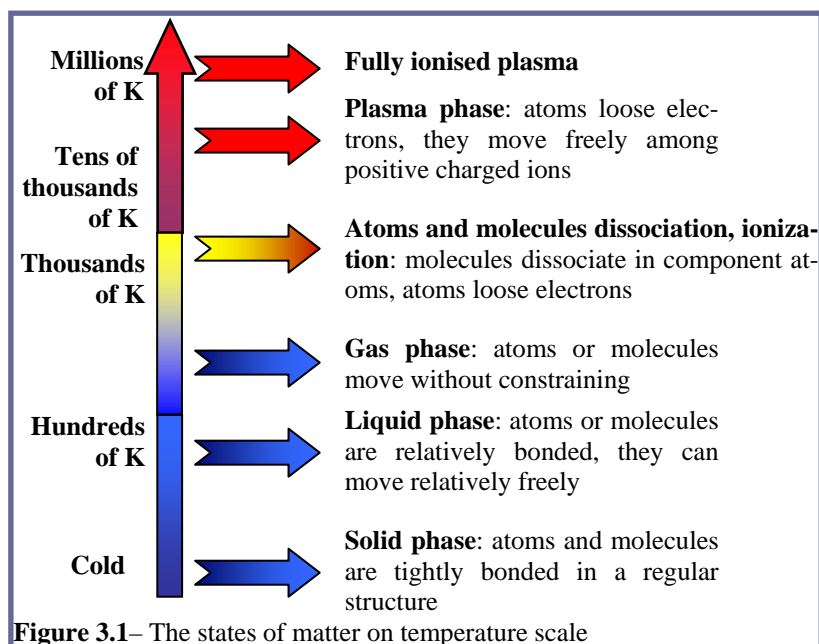 Millions
of K
Fully ionised plasma
Plasma phase: atoms loose elec-
trons, they move freely among
positive charged ions
Tens of
thousands
of K
Atoms and molecules dissociation, ioniza-
tion: molecules dissociate in component at-
oms, atoms loose electrons
Thousands
of K
Gas phase: atoms or molecules
move without constraining
Hundreds
of K
Liquid phase: atoms or molecules
are relatively bonded, they can
move relatively freely
Cold
Solid phase: atoms and molecules
are tightly bonded in a regular
structure
Figure 3.1– The states of matter on temperature scale